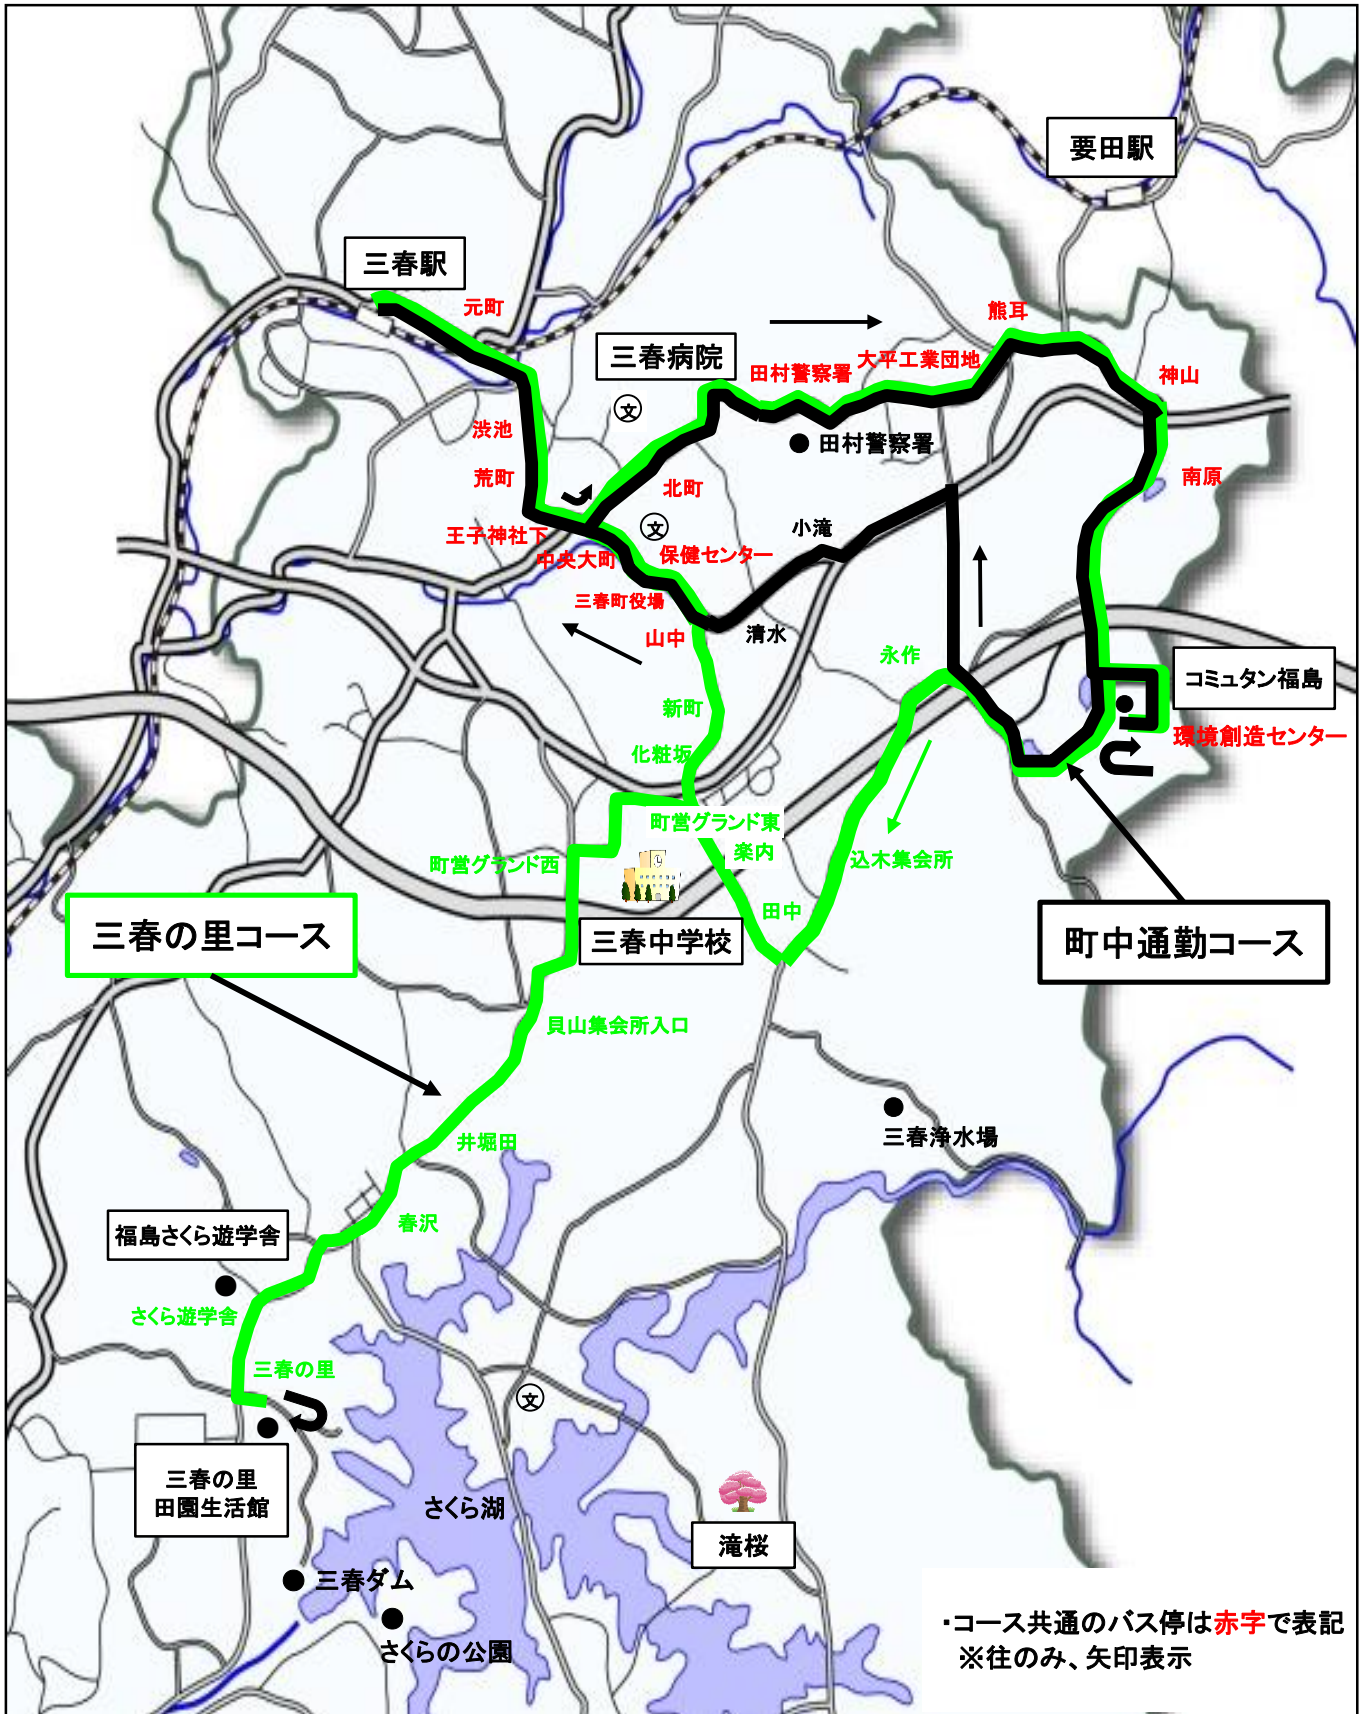 要田駅
三春駅
元町
熊耳
三春病院
田村警察署
大平工業団地
神山
文
渋池
田村警察署
荒町
北町
南原
文
小滝
王子神社下
中央大町
保健センター
三春町役場
山中
清水
永作
コミュタン福島
新町
環境創造センター
化粧坂
町営グランド東
楽内
町営グランド西
込木集会所
田中
三春の里コース
三春中学校
町中通勤コース
貝山集会所入口
三春浄水場
井堀田
春沢
福島さくら遊学舎
さくら遊学舎
三春の里
文
三春の里
田園生活館
さくら湖
滝桜
三春ダム
さくらの公園
・コース共通のバス停は赤字で表記
※往のみ、矢印表示